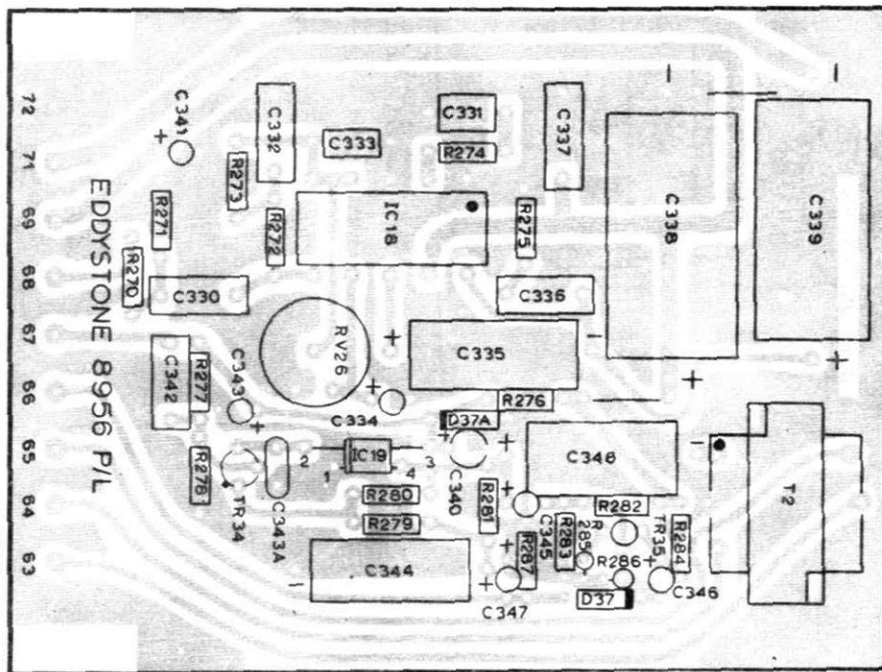 72
71
69
68
67
66
65
64
63
EDDYSTONE 8956 P/L
C341
+
C332
C333
C331
R274
C337
R273
R271
R272
IC18
R275
C338
C339
R270
C330
C336
RV26
+
C335
-
C342
R277
C343
+
C334
+
R276
D37A
+
+
-
+
+
-
-
R278
TR34
C343A
2
1
IC19
4
3
C340
C348
T2
R280
R279
R281
+
C345
R282
R283
R285
TR35
R284
C344
-
R287
+
+
C347
R286
+
C346
D37